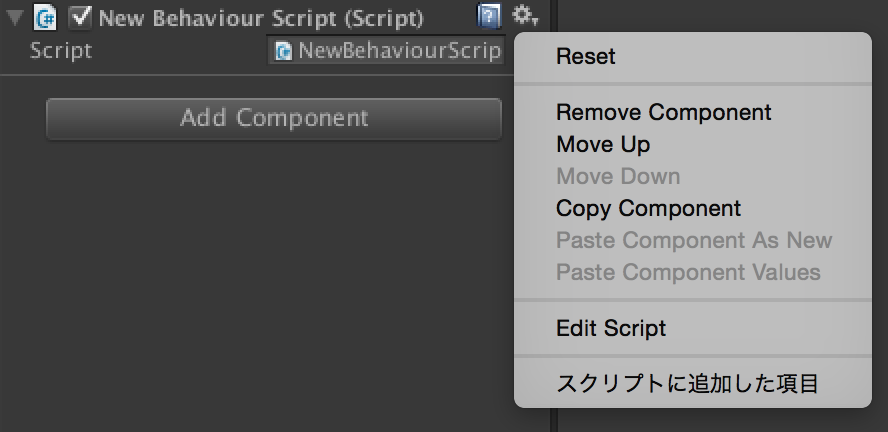 New Behaviour Script (Script)
Script
NewBehaviourScrip
Add Component
Reset
Remove Component
Move Up
Move Down
Copy Component
Paste Component As New
Paste Component Values
Edit Script
スクリプトに追加した項目